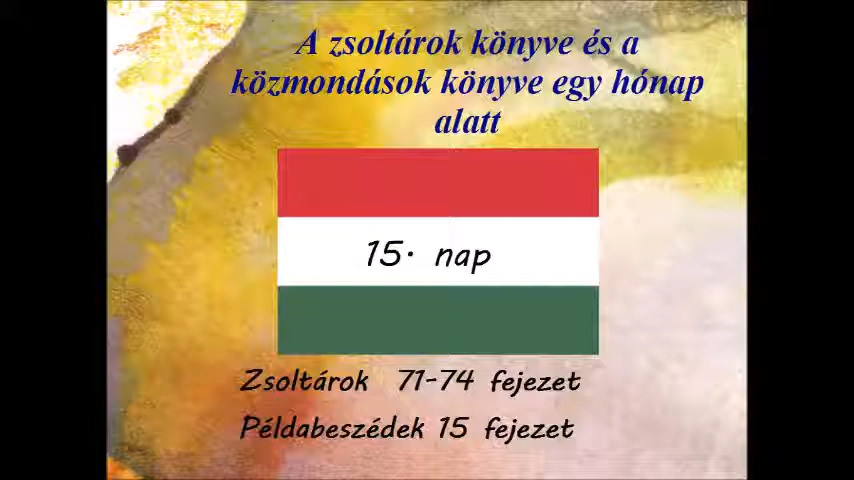 A zsoltárok könyve és a
közmondások könyve egy hónap
alatt
15. nap
Zsoltárok 71-74 fejezet
Példabeszédek 15 fejezet